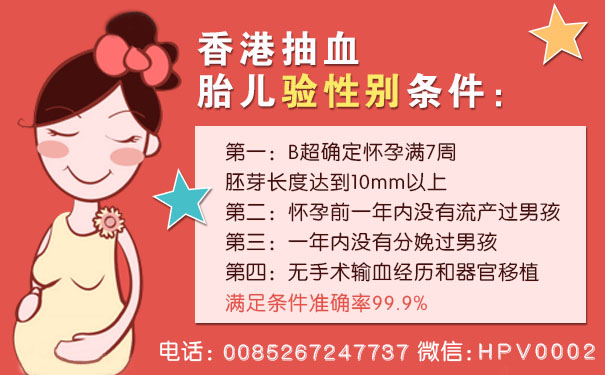 香港抽血
胎儿验性别条件：
第一：B超确定怀孕满7周
胚芽长度达到10mm以上
第二：怀孕前一年内没有流产过男孩
第三：一年内没有分娩过男孩
第四：无手术输血经历和器官移植
满足条件准确率99.9%
电话：0085267247737 微信：HPV0002